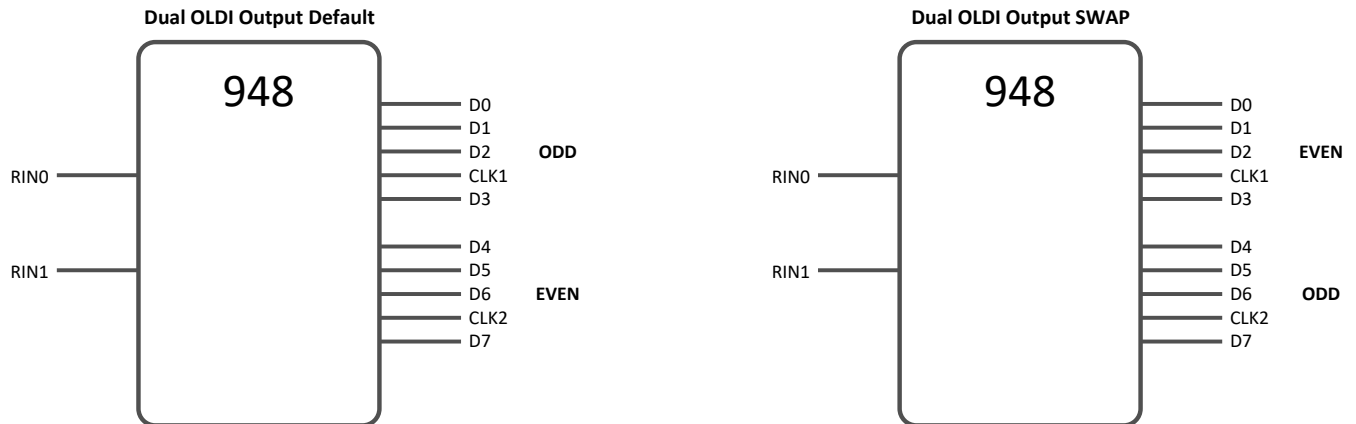 Dual OLDI Output Default
948
D0
D1
D2 ODD
RIN0 CLK1
D3
D4
RIN1 D5
D6 EVEN
CLK2
D7
Dual OLDI Output SWAP
948
D0
D1
D2 EVEN
RIN0 CLK1
D3
D4
RIN1 D5
D6 ODD
CLK2
D7